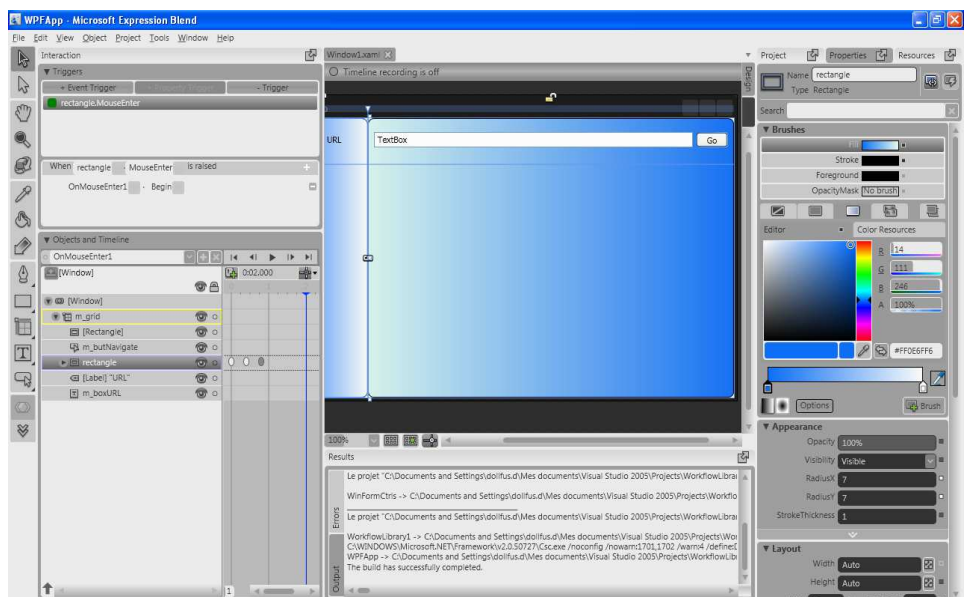 WPFApp - Microsoft Expression Blend
File Edit View Object Project Tools Window Help
Interaction
Triggers
+ Event Trigger
- Trigger
rectangle.MouseEnter
When rectangle . MouseEnter is raised
OnMouseEnter1 . Begin
Objects and Timeline
OnMouseEnter1
[Window]
0:02.000
[Window]
m_grid
[Rectangle]
m_butNavigate
rectangle
[Label] "URL"
m_boxURL
1
Window1.xaml
Timeline recording is off
Design
URL
TextBox
Go
100%
Results
Errors
Output
Le projet "C:\Documents and Settings\dollfus.d\Mes documents\Visual Studio 2005\Projects\WorkflowLibrar
WinFormCtris -> C:\Documents and Settings\dollfus.d\Mes documents\Visual Studio 2005\Projects\Workflo
Le projet "C:\Documents and Settings\dollfus.d\Mes documents\Visual Studio 2005\Projects\WorkflowLibrar
WorkflowLibrary1 -> C:\Documents and Settings\dollfus.d\Mes documents\Visual Studio 2005\Projects\Wor
C:\WINDOWS\Microsoft.NET\Framework\v2.0.50727\Csc.exe /noconfig /nowarn:1701,1702 /warn:4 /define:D
WPFApp -> C:\Documents and Settings\dollfus.d\Mes documents\Visual Studio 2005\Projects\WorkflowLib
The build has successfully completed.
Project Properties Resources
Name rectangle
Type Rectangle
Search
Brushes
Fill
Stroke
Foreground
OpacityMask No brush
Editor
Color Resources
R 14
G 111
B 246
A 100%
#FF0E6FF6
Options
Brush
Appearance
Opacity 100%
Visibility Visible
RadiusX 7
RadiusY 7
StrokeThickness 1
Layout
Width Auto
Height Auto